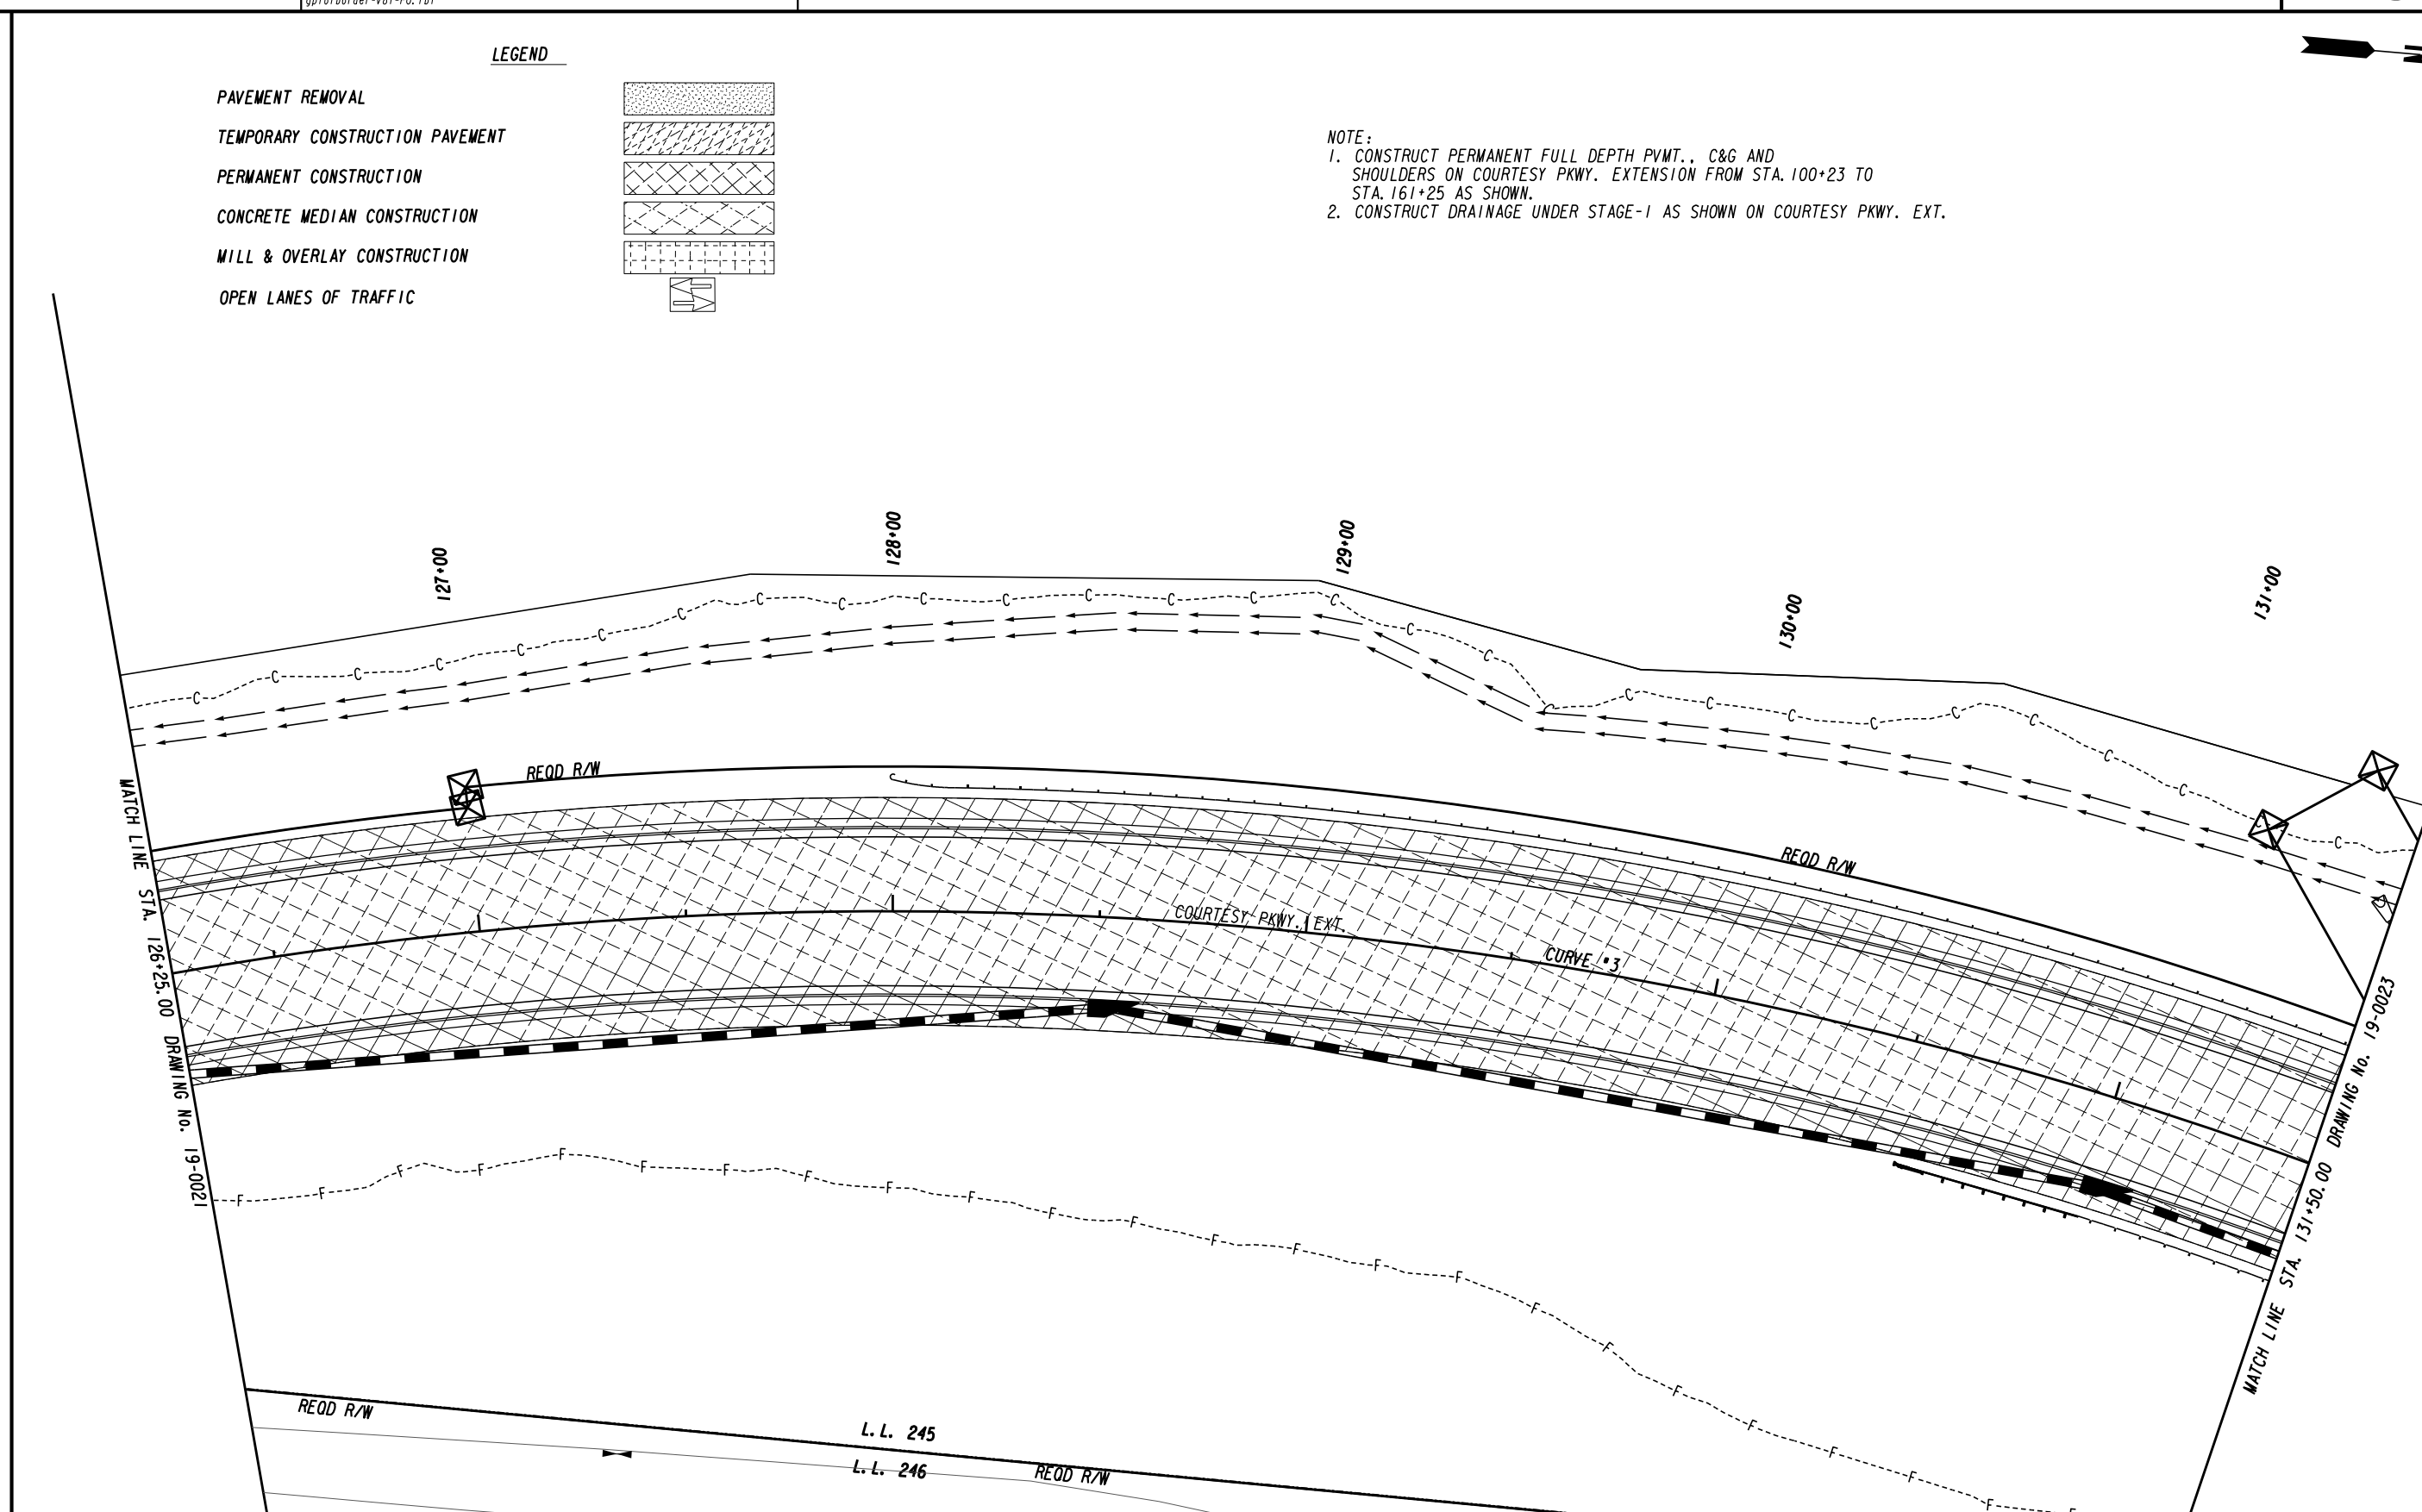 LEGEND
PAVEMENT REMOVAL
TEMPORARY CONSTRUCTION PAVEMENT
PERMANENT CONSTRUCTION
CONCRETE MEDIAN CONSTRUCTION
MILL & OVERLAY CONSTRUCTION
OPEN LANES OF TRAFFIC
NOTE:
1. CONSTRUCT PERMANENT FULL DEPTH PVMT., C&G AND
SHOULDERS ON COURTESY PKWY. EXTENSION FROM STA.100+23 TO
STA.161+25 AS SHOWN.
2. CONSTRUCT DRAINAGE UNDER STAGE-1 AS SHOWN ON COURTESY PKWY. EXT.
127+00
128+00
129+00
130+00
131+00
C C C C C C C C C C C C C C C C C C C C C C C C C C C
REQD R/W
REQD R/W
COURTESY PKWY. EXT.
CURVE #3
MATCH LINE STA. 126+25.00 DRAWING No. 19-0021
MATCH LINE STA. 131+50.00 DRAWING No. 19-0023
F F F F F F F F F F F F F F F F F F F F F F F
REQD R/W
L.L. 245
L.L. 246
REQD R/W